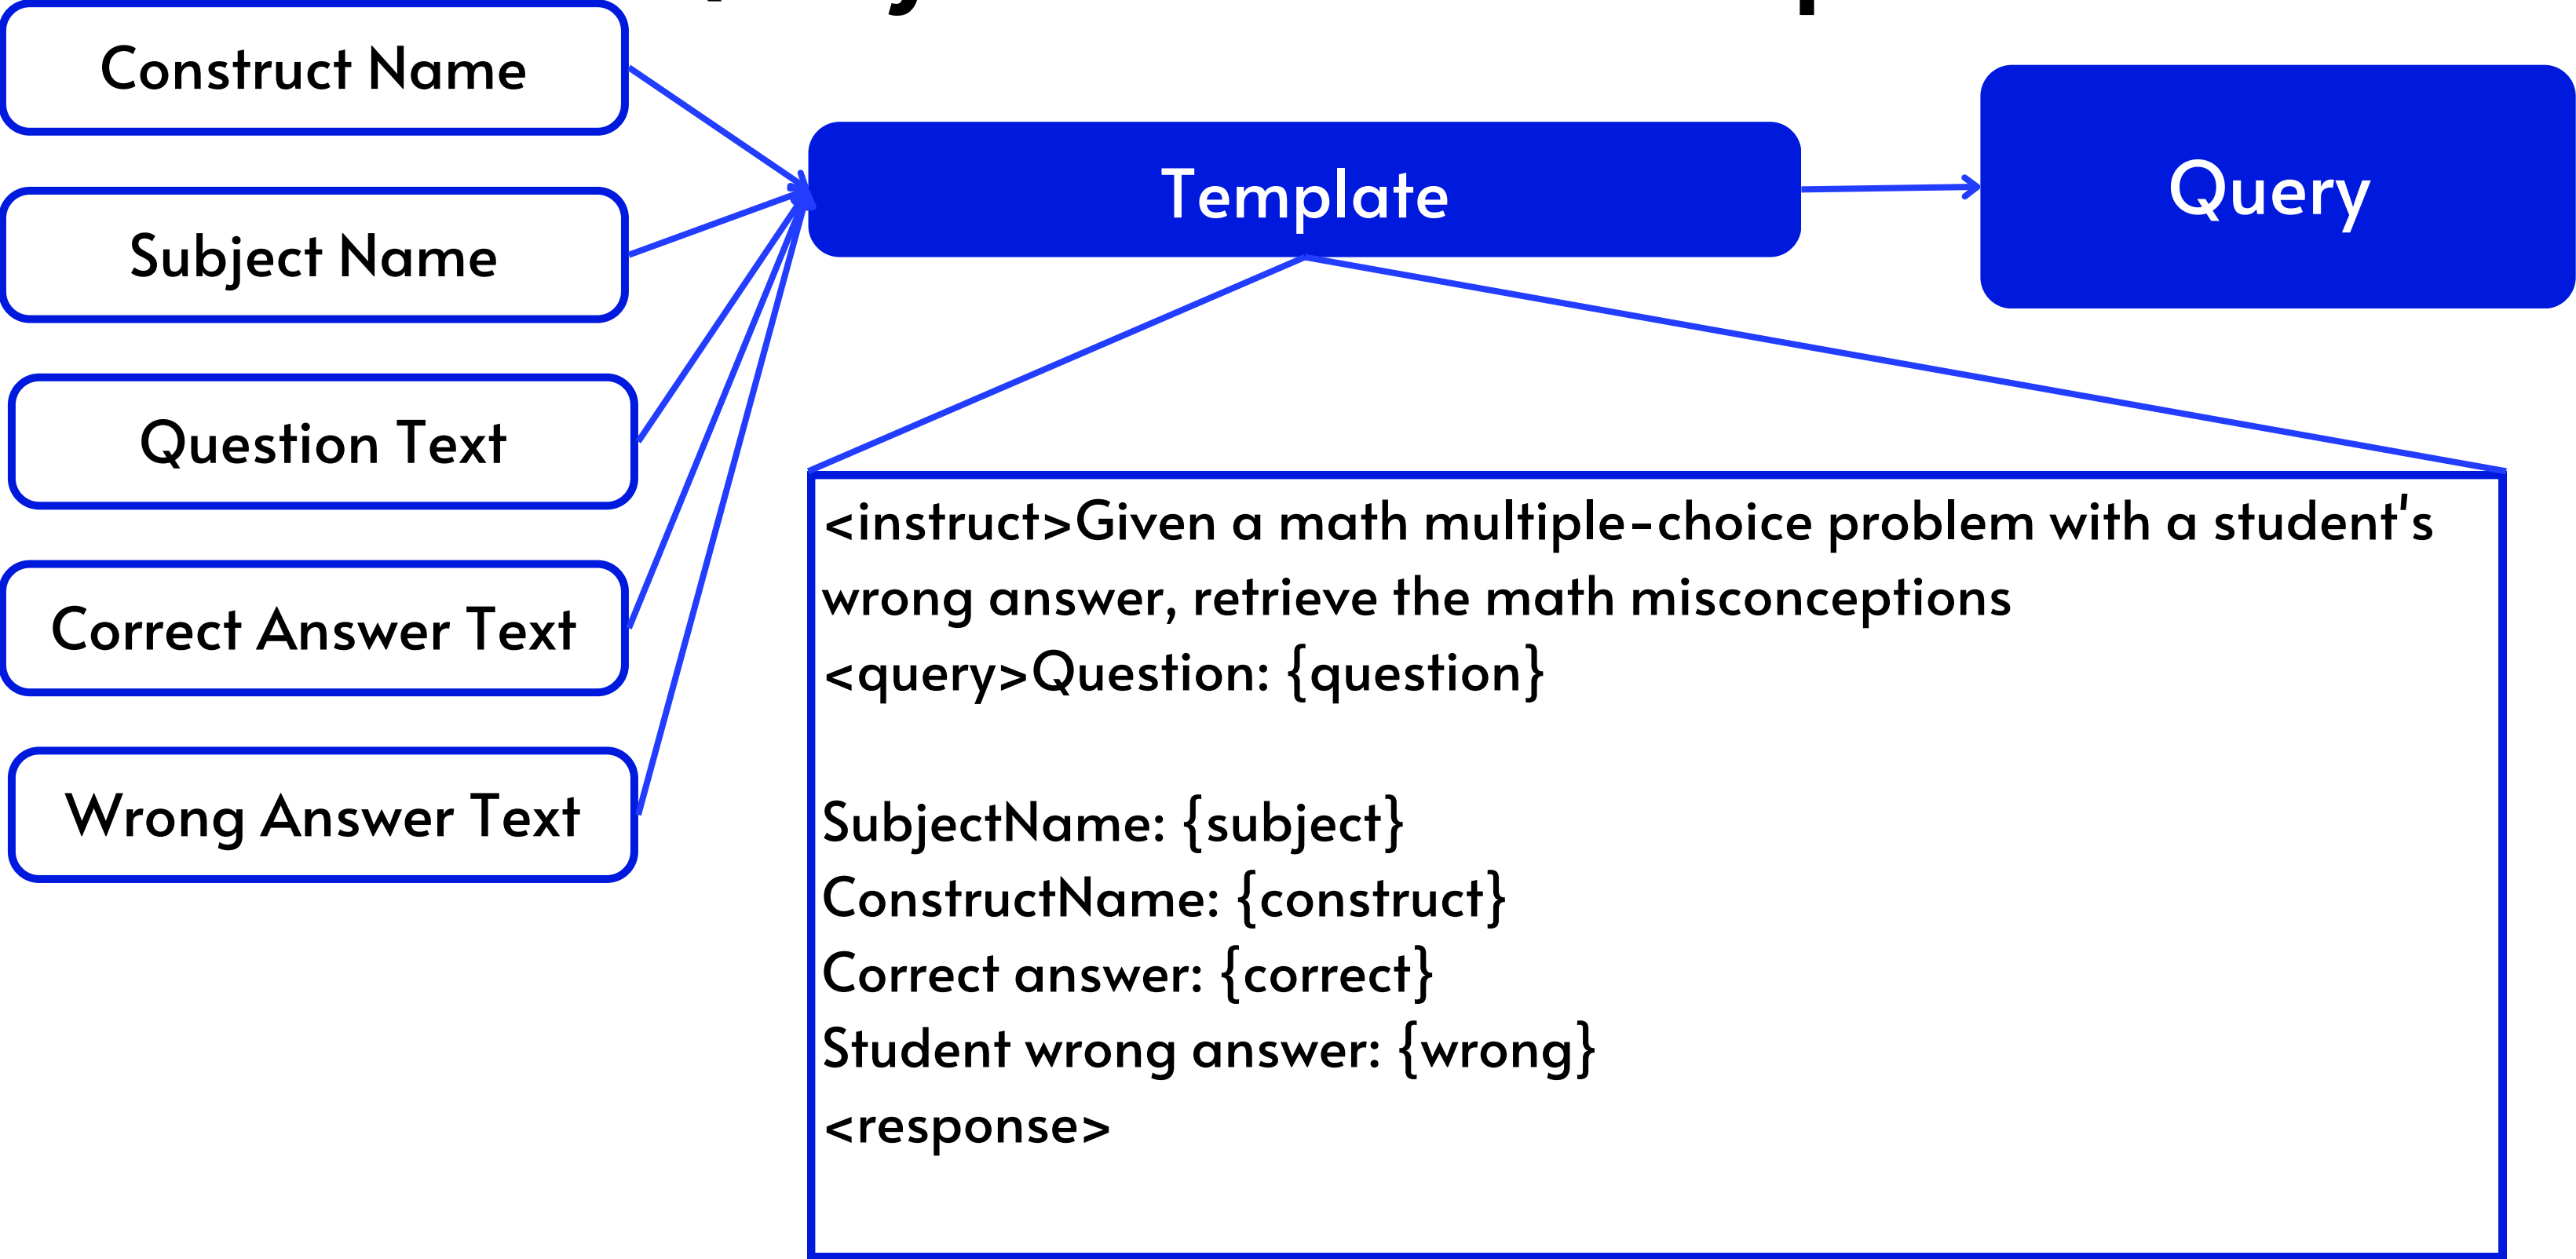 Construct Name
Subject Name
Question Text
Correct Answer Text
Wrong Answer Text
Template
Query
<instruct>Given a math multiple-choice problem with a student's
wrong answer, retrieve the math misconceptions
<query>Question: {question}
SubjectName: {subject}
ConstructName: {construct}
Correct answer: {correct}
Student wrong answer: {wrong}
<response>